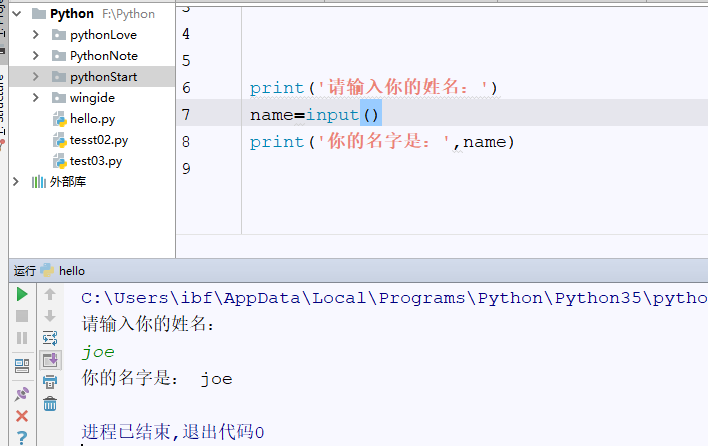 Python F:\Python
pythonLove
PythonNote
pythonStart
wingide
hello.py
tesst02.py
test03.py
外部库
3
4
5
6 print('请输入你的姓名：')
7 name=input()
8 print('你的名字是：',name)
9
运行 hello
C:\Users\ibf\AppData\Local\Programs\Python\Python35\pytho
请输入你的姓名：
joe
你的名字是： joe
进程已结束,退出代码0